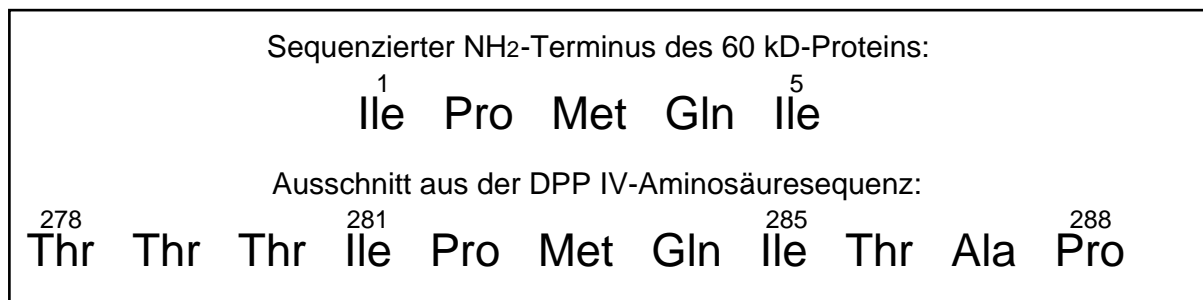 Sequenzierter NH2-Terminus des 60 kD-Proteins:
1 5
Ile Pro Met Gln Ile
Ausschnitt aus der DPP IV-Aminosäuresequenz:
278 281 285 288
Thr Thr Thr Ile Pro Met Gln Ile Thr Ala Pro